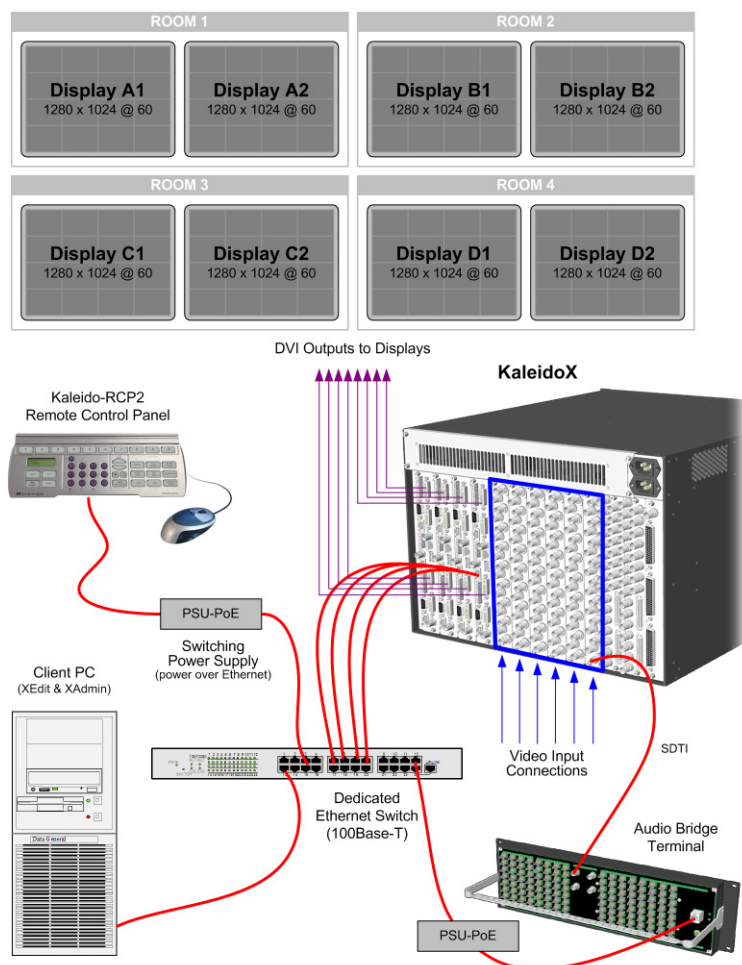 ROOM 1
ROOM 2
Display A1
1280 x 1024 @ 60
Display A2
1280 x 1024 @ 60
Display B1
1280 x 1024 @ 60
Display B2
1280 x 1024 @ 60
ROOM 3
ROOM 4
Display C1
1280 x 1024 @ 60
Display C2
1280 x 1024 @ 60
Display D1
1280 x 1024 @ 60
Display D2
1280 x 1024 @ 60
DVI Outputs to Displays
KaleidoX
Kaleido-RCP2
Remote Control Panel
PSU-PoE
Switching
Power Supply
(power over Ethernet)
Client PC
(XEdit & XAdmin)
Video Input
Connections
SDTI
Dedicated
Ethernet Switch
(100Base-T)
Audio Bridge
Terminal
Data General
PSU-PoE